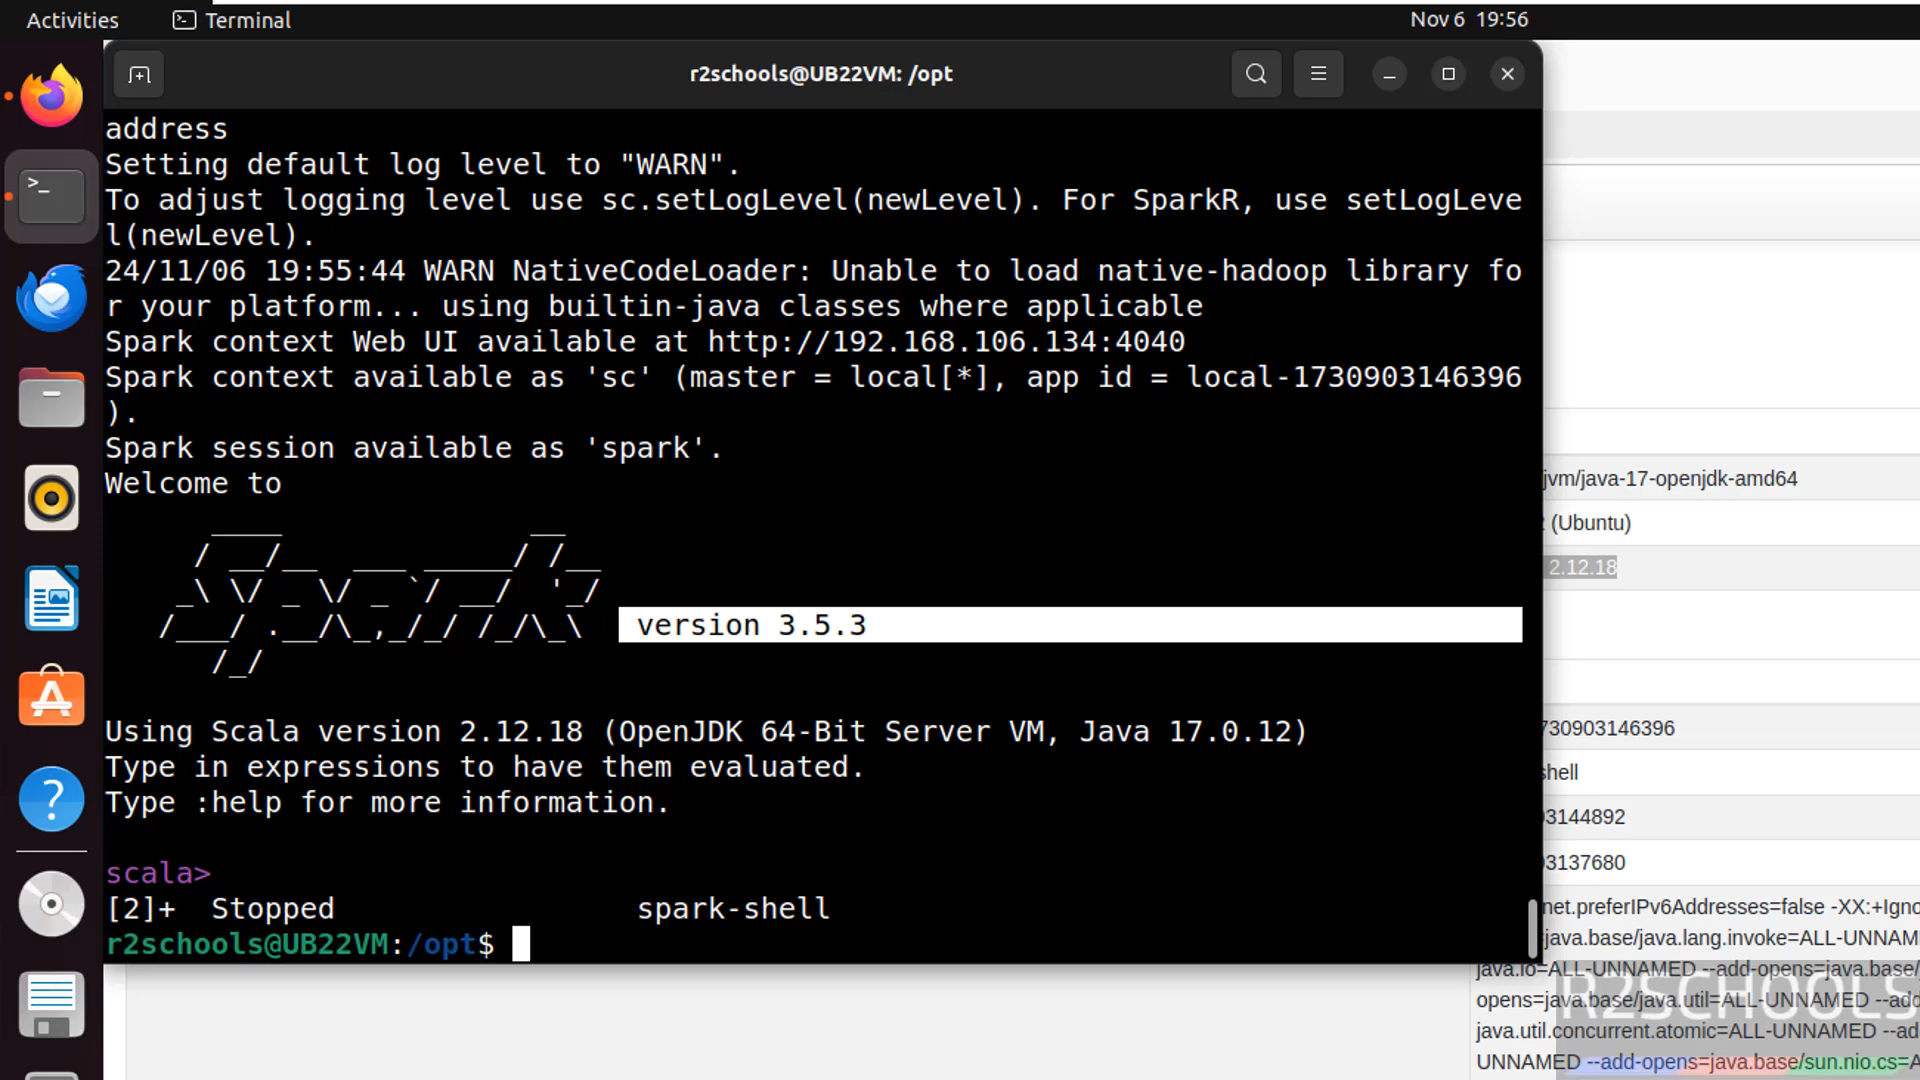 Activities
Terminal
Nov 6 19:56
r2schools@UB22VM: /opt
address
Setting default log level to "WARN".
To adjust logging level use sc.setLogLevel(newLevel). For SparkR, use setLogLeve
l(newLevel).
24/11/06 19:55:44 WARN NativeCodeLoader: Unable to load native-hadoop library fo
r your platform... using builtin-java classes where applicable
Spark context Web UI available at http://192.168.106.134:4040
Spark context available as 'sc' (master = local[*], app id = local-1730903146396
).
Spark session available as 'spark'.
Welcome to
Spark
version 3.5.3
Using Scala version 2.12.18 (OpenJDK 64-Bit Server VM, Java 17.0.12)
Type in expressions to have them evaluated.
Type :help for more information.
scala>
[2]+ Stopped spark-shell
r2schools@UB22VM:/opt$
jvm/java-17-openjdk-amd64
(Ubuntu)
2.12.18
730903146396
shell
03144892
03137680
net.preferIPv6Addresses=false -XX:+Igno
java.base/java.lang.invoke=ALL-UNNAM
java.io=ALL-UNNAMED --add-opens=java.base/
opens=java.base/java.util=ALL-UNNAMED --add
java.util.concurrent.atomic=ALL-UNNAMED --ad
UNNAMED --add-opens=java.base/sun.nio.cs=A
R2SCHOOLS